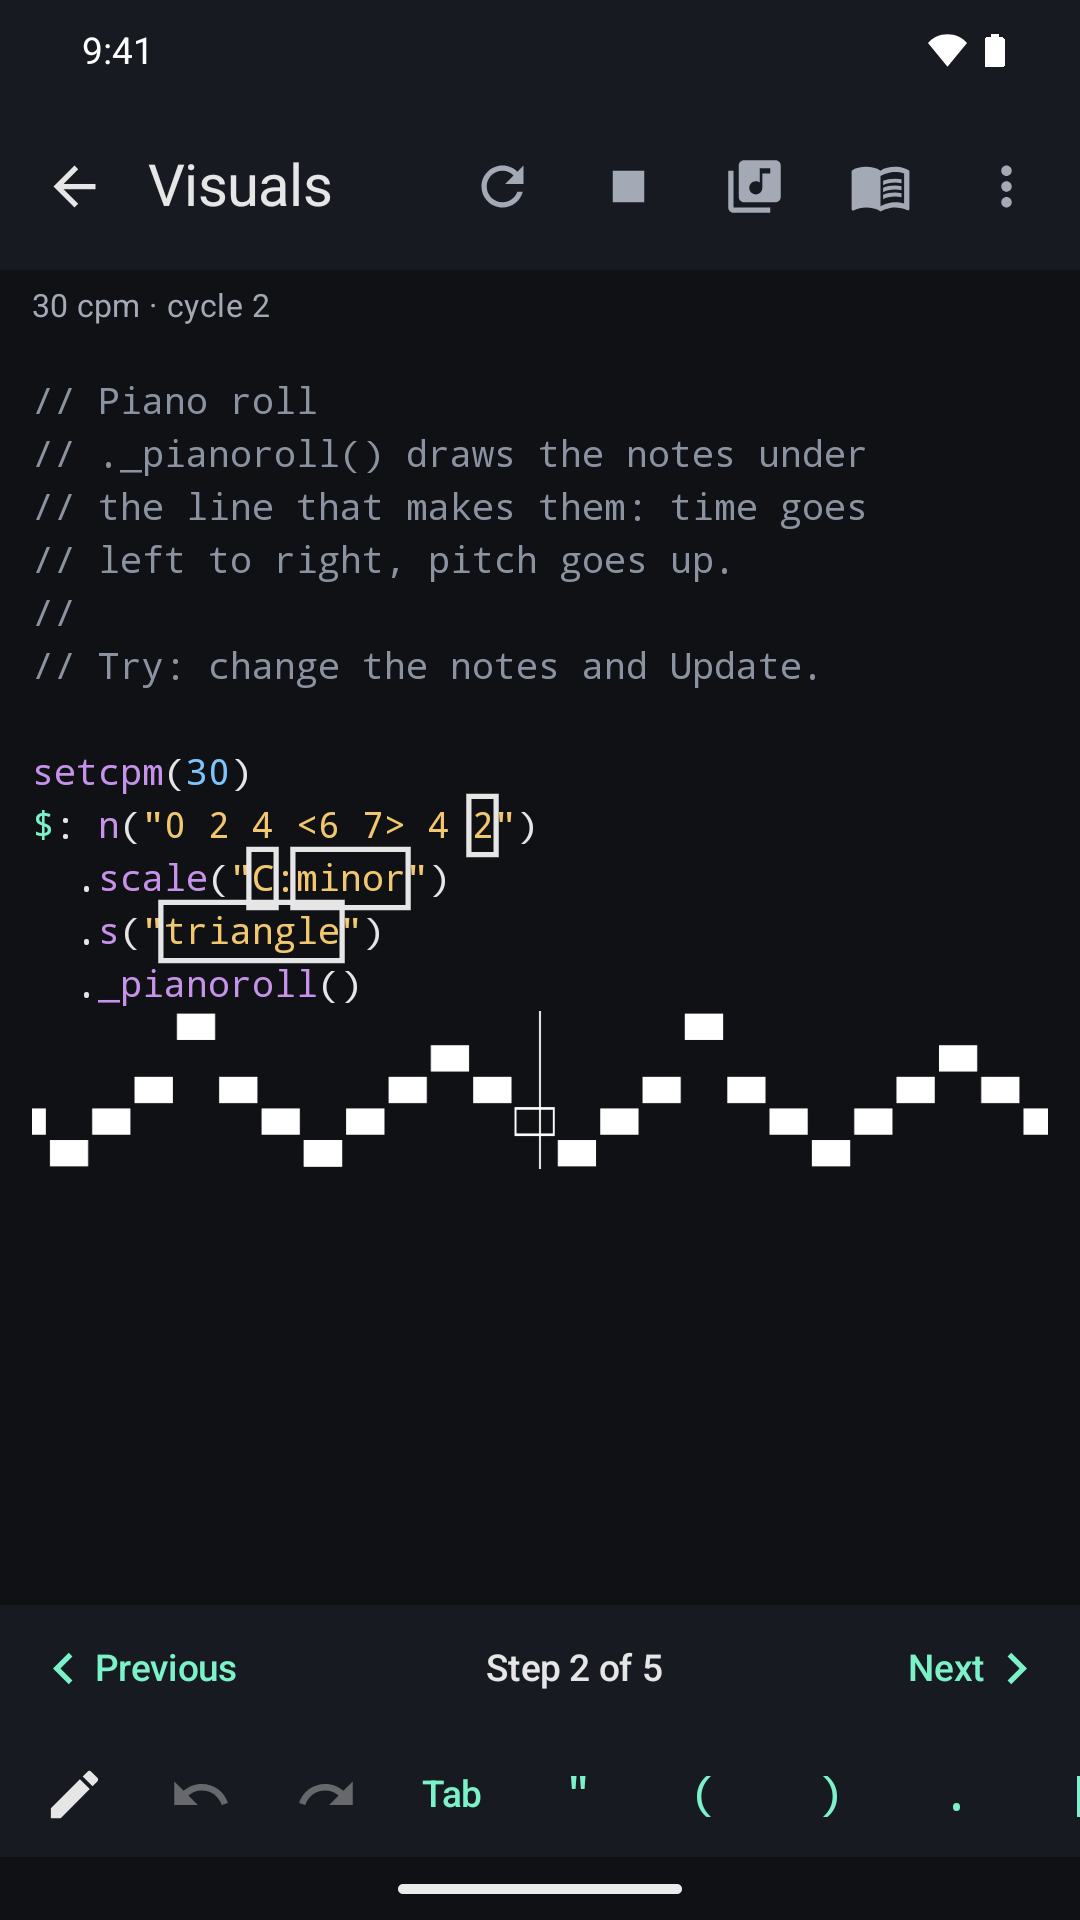 9:41
Visuals
30 cpm · cycle 2
// Piano roll
// ._pianoroll() draws the notes under
// the line that makes them: time goes
// left to right, pitch goes up.
//
// Try: change the notes and Update.
setcpm(30)
$: n("0 2 4 <6 7> 4 2")
  .scale("C:minor")
  .s("triangle")
  ._pianoroll()
Previous
Step 2 of 5
Next
Tab " ( ) .